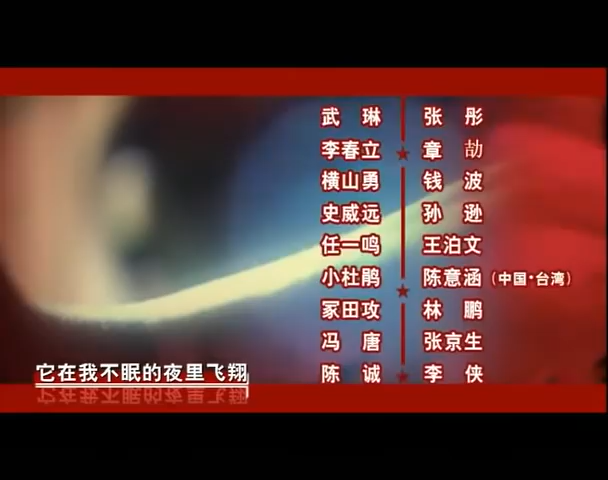 武 琳 张 彤
李春立 章 劼
横山勇 钱 波
史威远 孙 逊
任一鸣 王泊文
小杜鹃 陈意涵(中国·台湾)
冢田攻 林 鹏
冯 唐 张京生
陈 诚 李 侠
它在我不眠的夜里飞翔